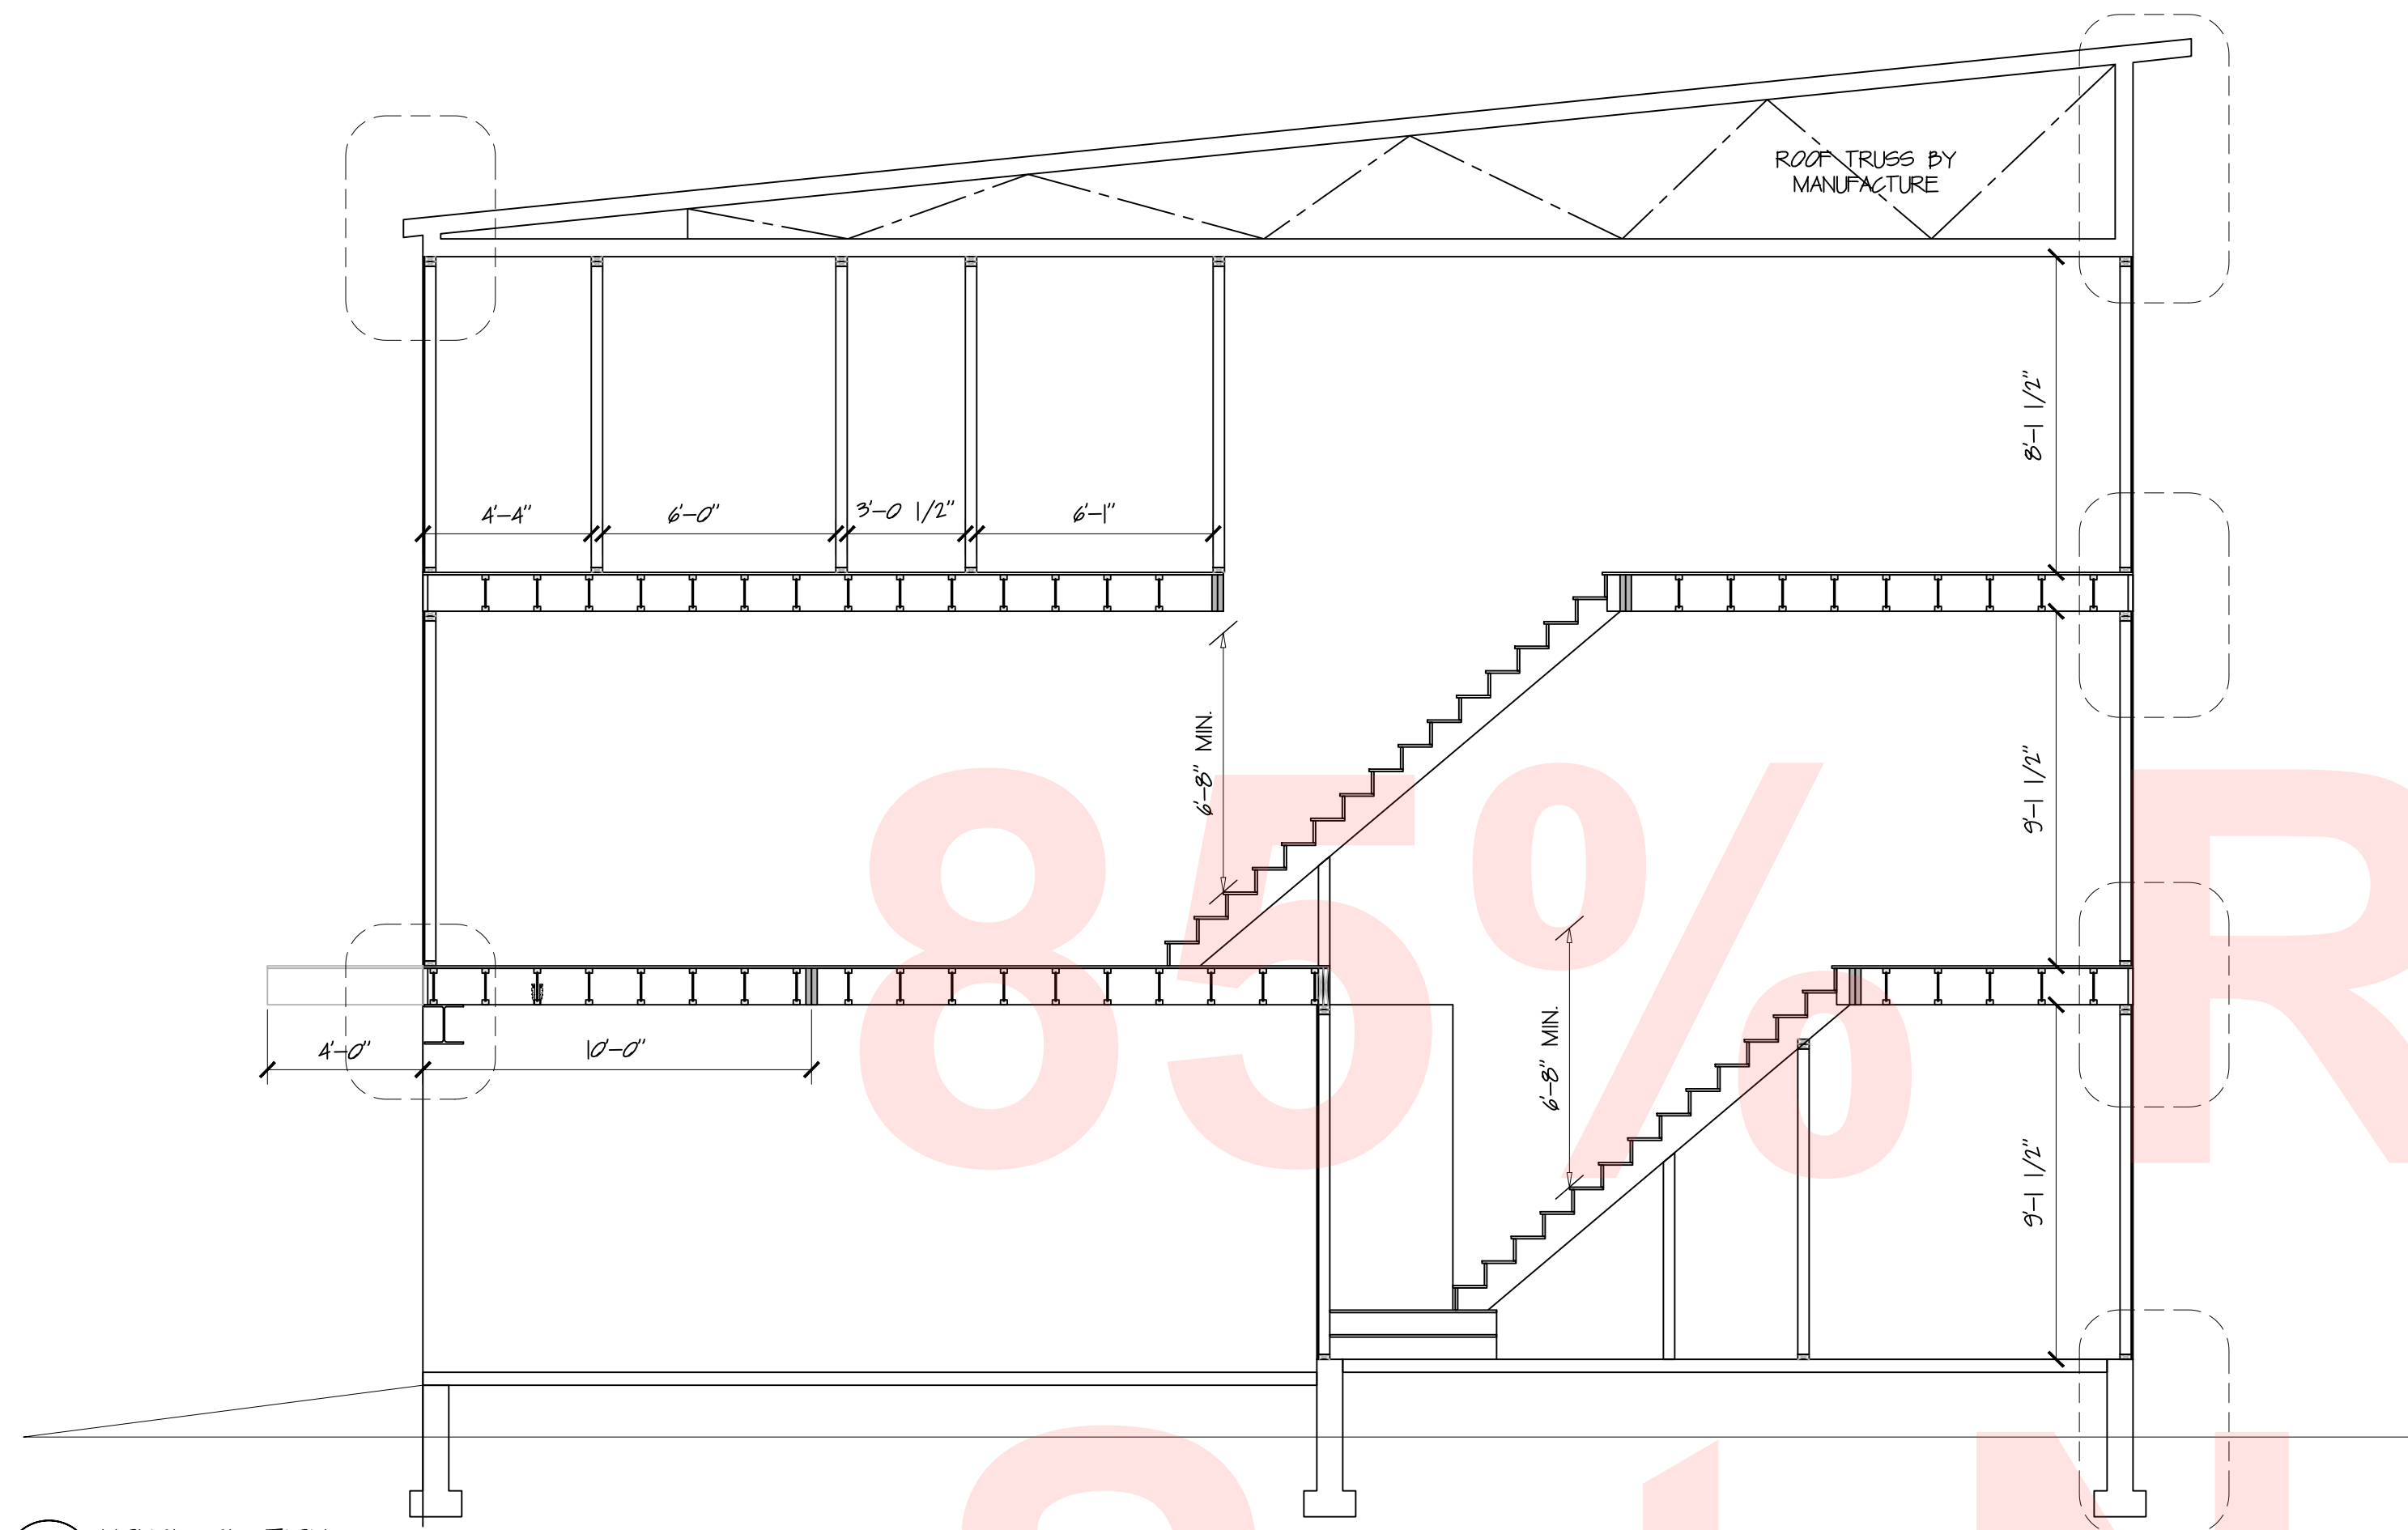 ROOF TRUSS BY
MANUFACTURE
8'-1 1/2"
4'-4"
6'-0"
3'-0 1/2"
6'-1"
6'-8" MIN.
9'-1 1/2"
85% R
4'-0"
10'-0"
6'-8" MIN.
9'-1 1/2"